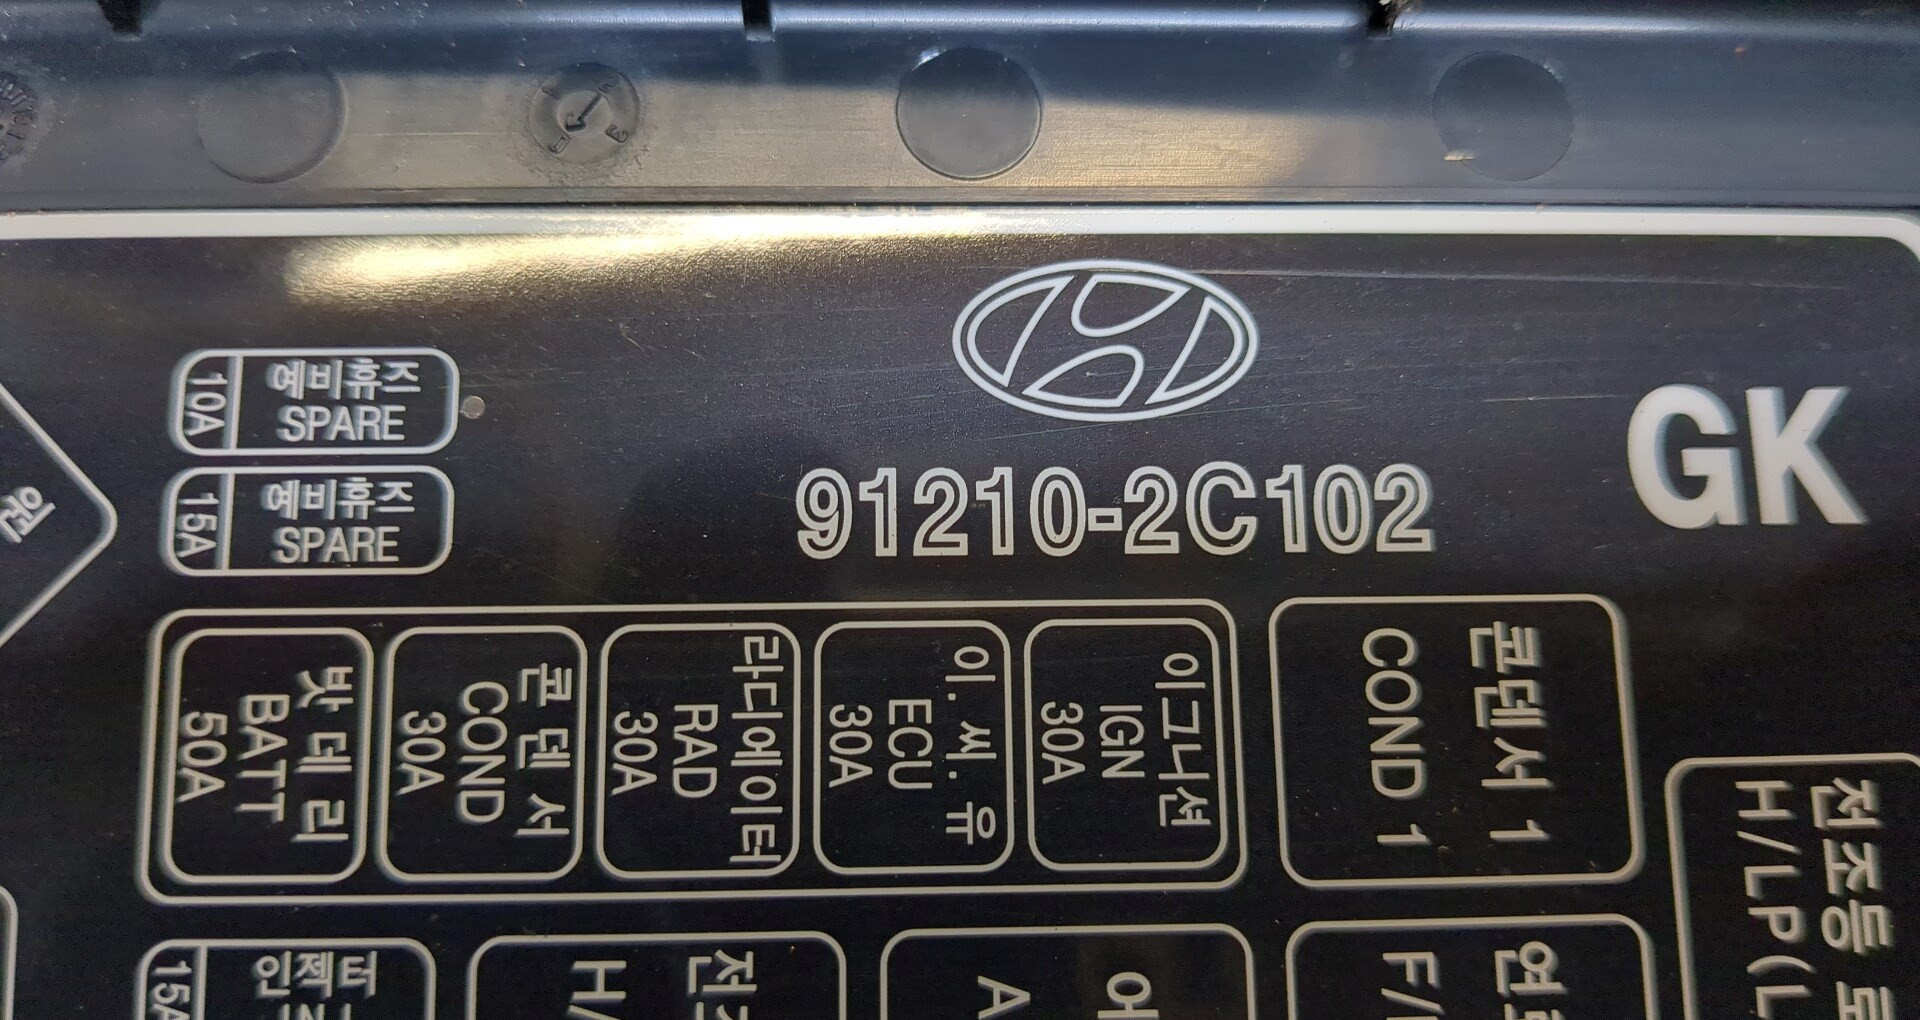 예비휴즈
SPARE
10A
예비휴즈
SPARE
15A
91210-2C102
GK
밧데리
BATT
50A
콘덴서
COND
30A
라디에이터
RAD
30A
이.씨.유
ECU
30A
이그니션
IGN
30A
콘덴서 1
COND 1
전조등
H/LP(L
인젝터
15A
H/
A
F/